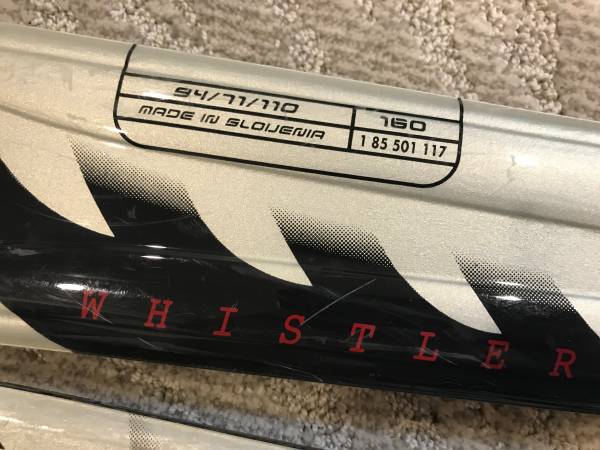 94/71/110 160
MADE IN SLOVENIA 1 85 501 117
WHISTLER